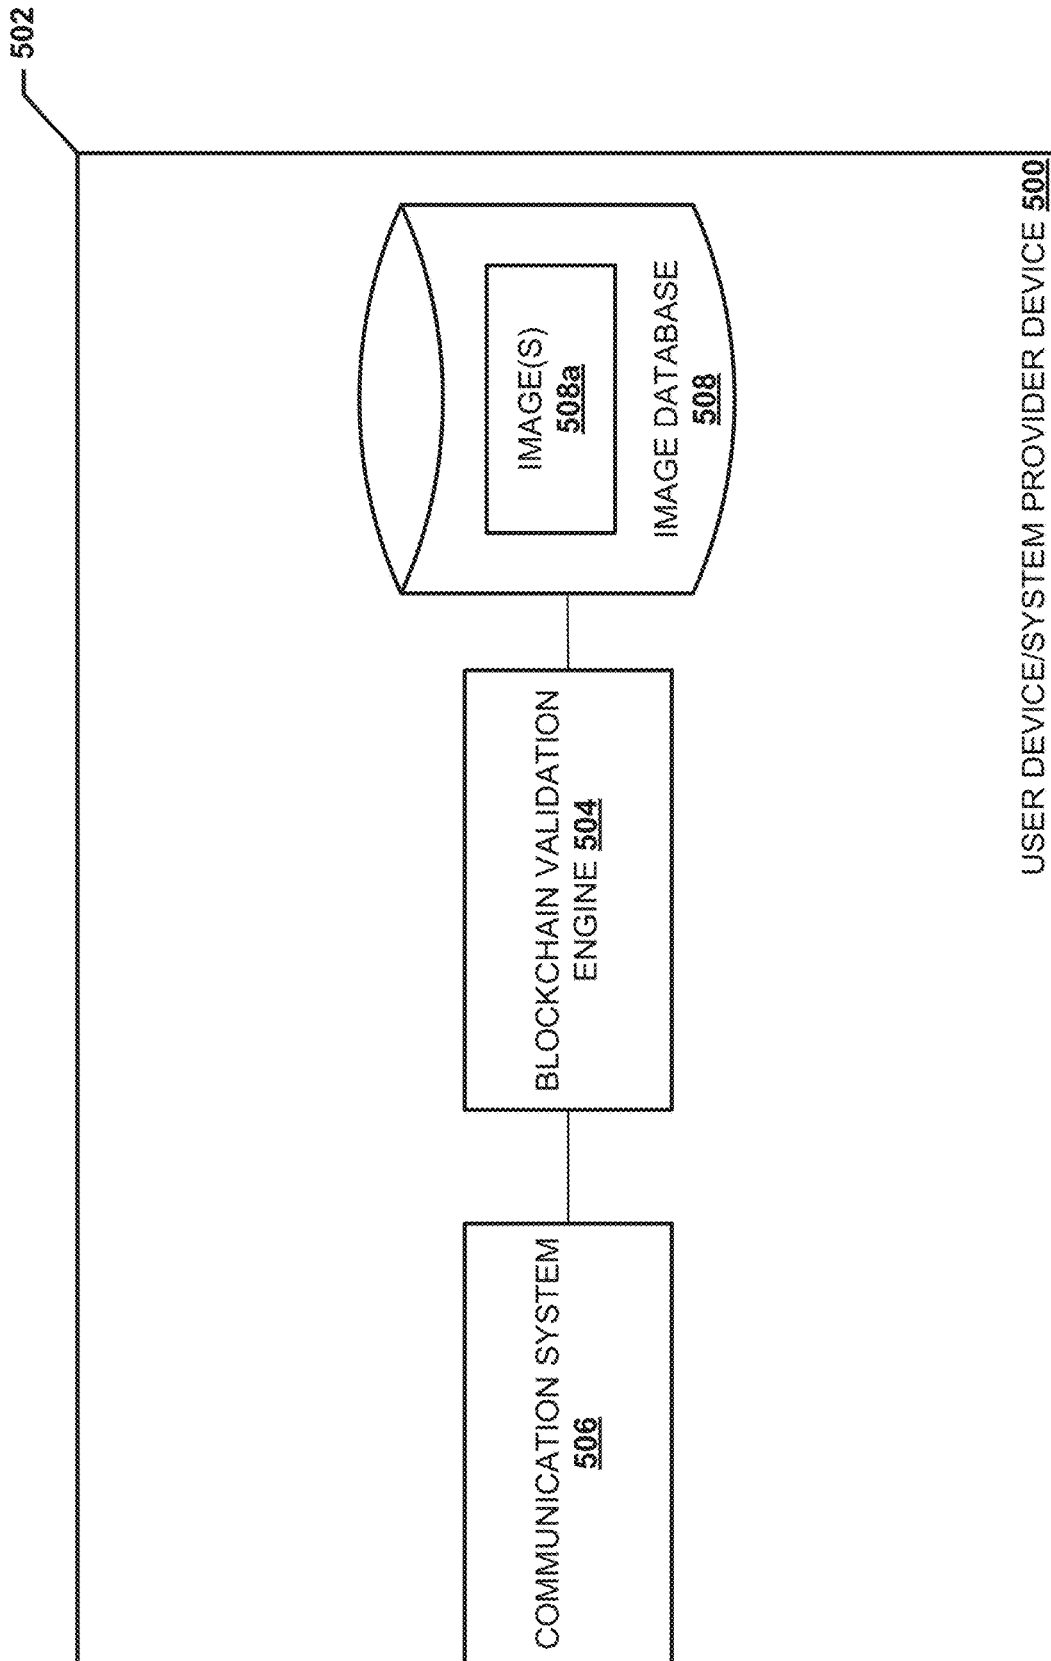 502
IMAGE(S)
508a
IMAGE DATABASE
508
BLOCKCHAIN VALIDATION
ENGINE 504
COMMUNICATION SYSTEM
506
USER DEVICE/SYSTEM PROVIDER DEVICE 500